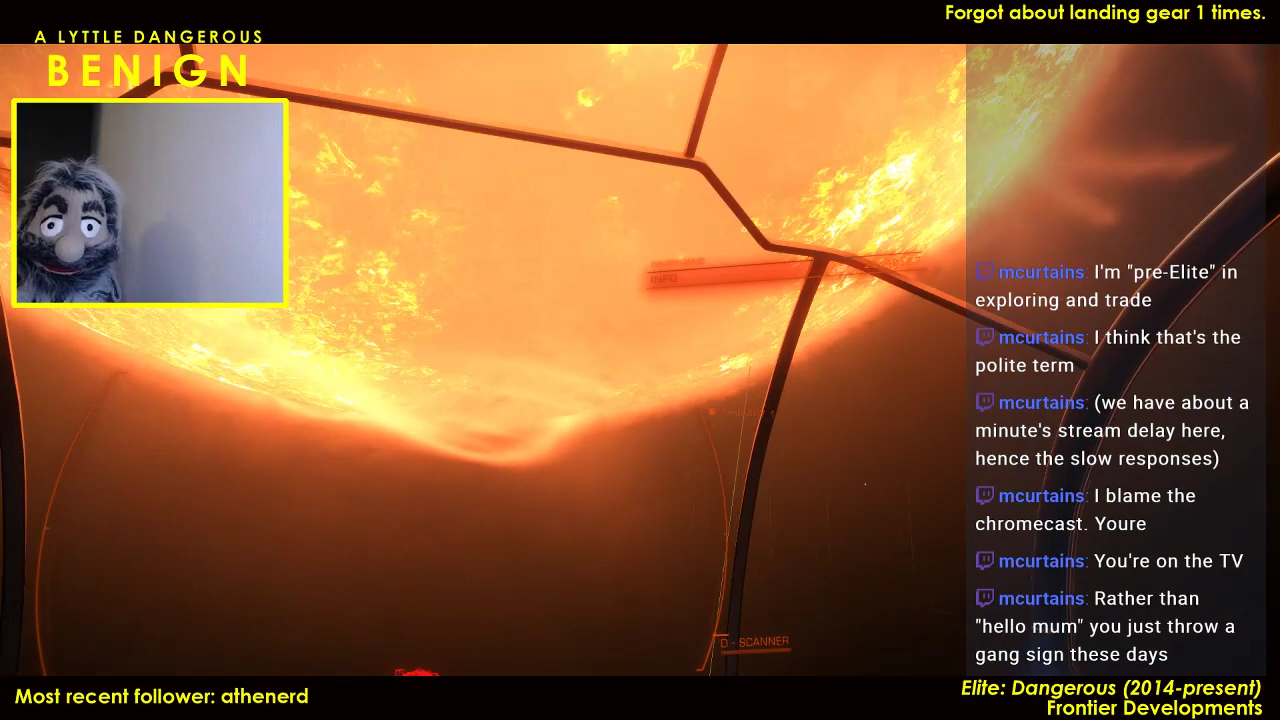 Forgot about landing gear 1 times.
A LYTTLE DANGEROUS
BENIGN
INFO
mcurtains: I'm "pre-Elite" in
exploring and trade
mcurtains: I think that's the
polite term
mcurtains: (we have about a
minute's stream delay here,
hence the slow responses)
mcurtains: I blame the
chromecast. Youre
mcurtains: You're on the TV
mcurtains: Rather than
"hello mum" you just throw a
gang sign these days
D - SCANNER
Most recent follower: athenerd
Elite: Dangerous (2014-present)
Frontier Developments